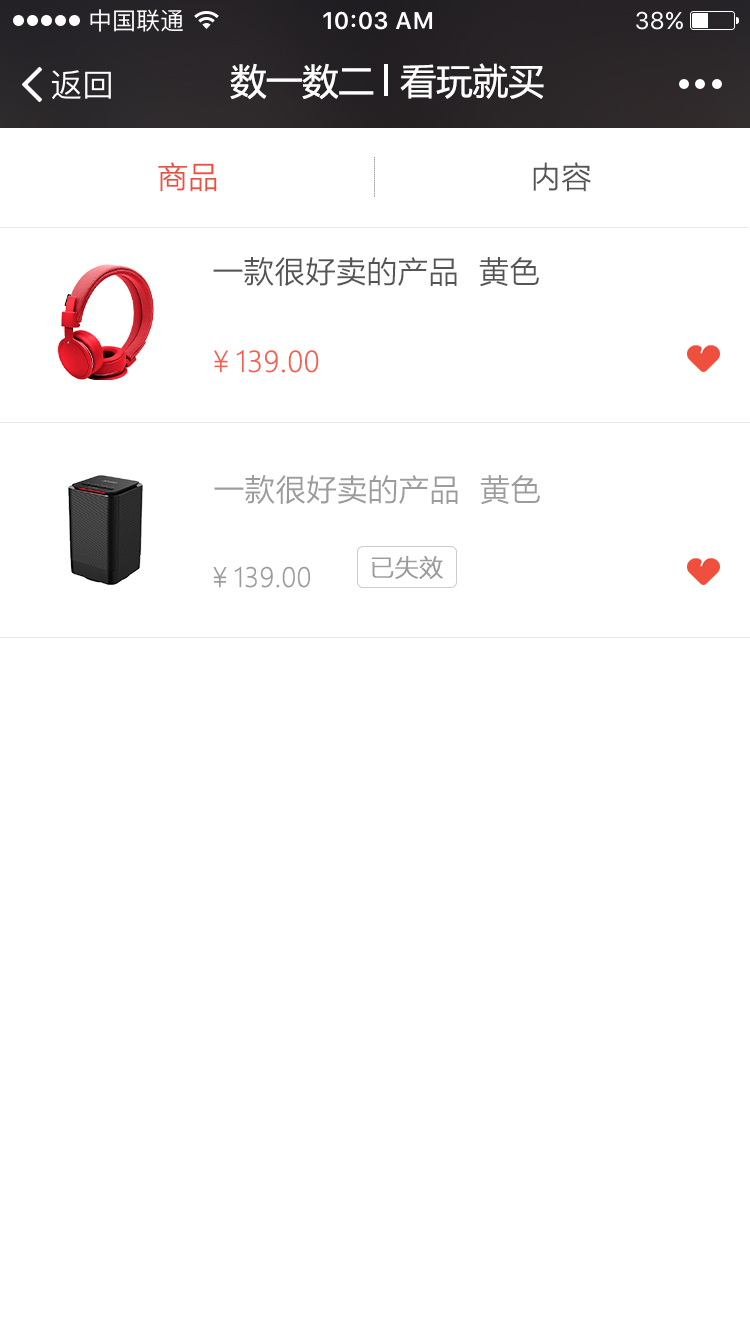 中国联通 10:03 AM 38%
返回 数一数二 | 看玩就买
商品 内容
一款很好卖的产品 黄色
¥ 139.00
一款很好卖的产品 黄色
¥ 139.00 已失效